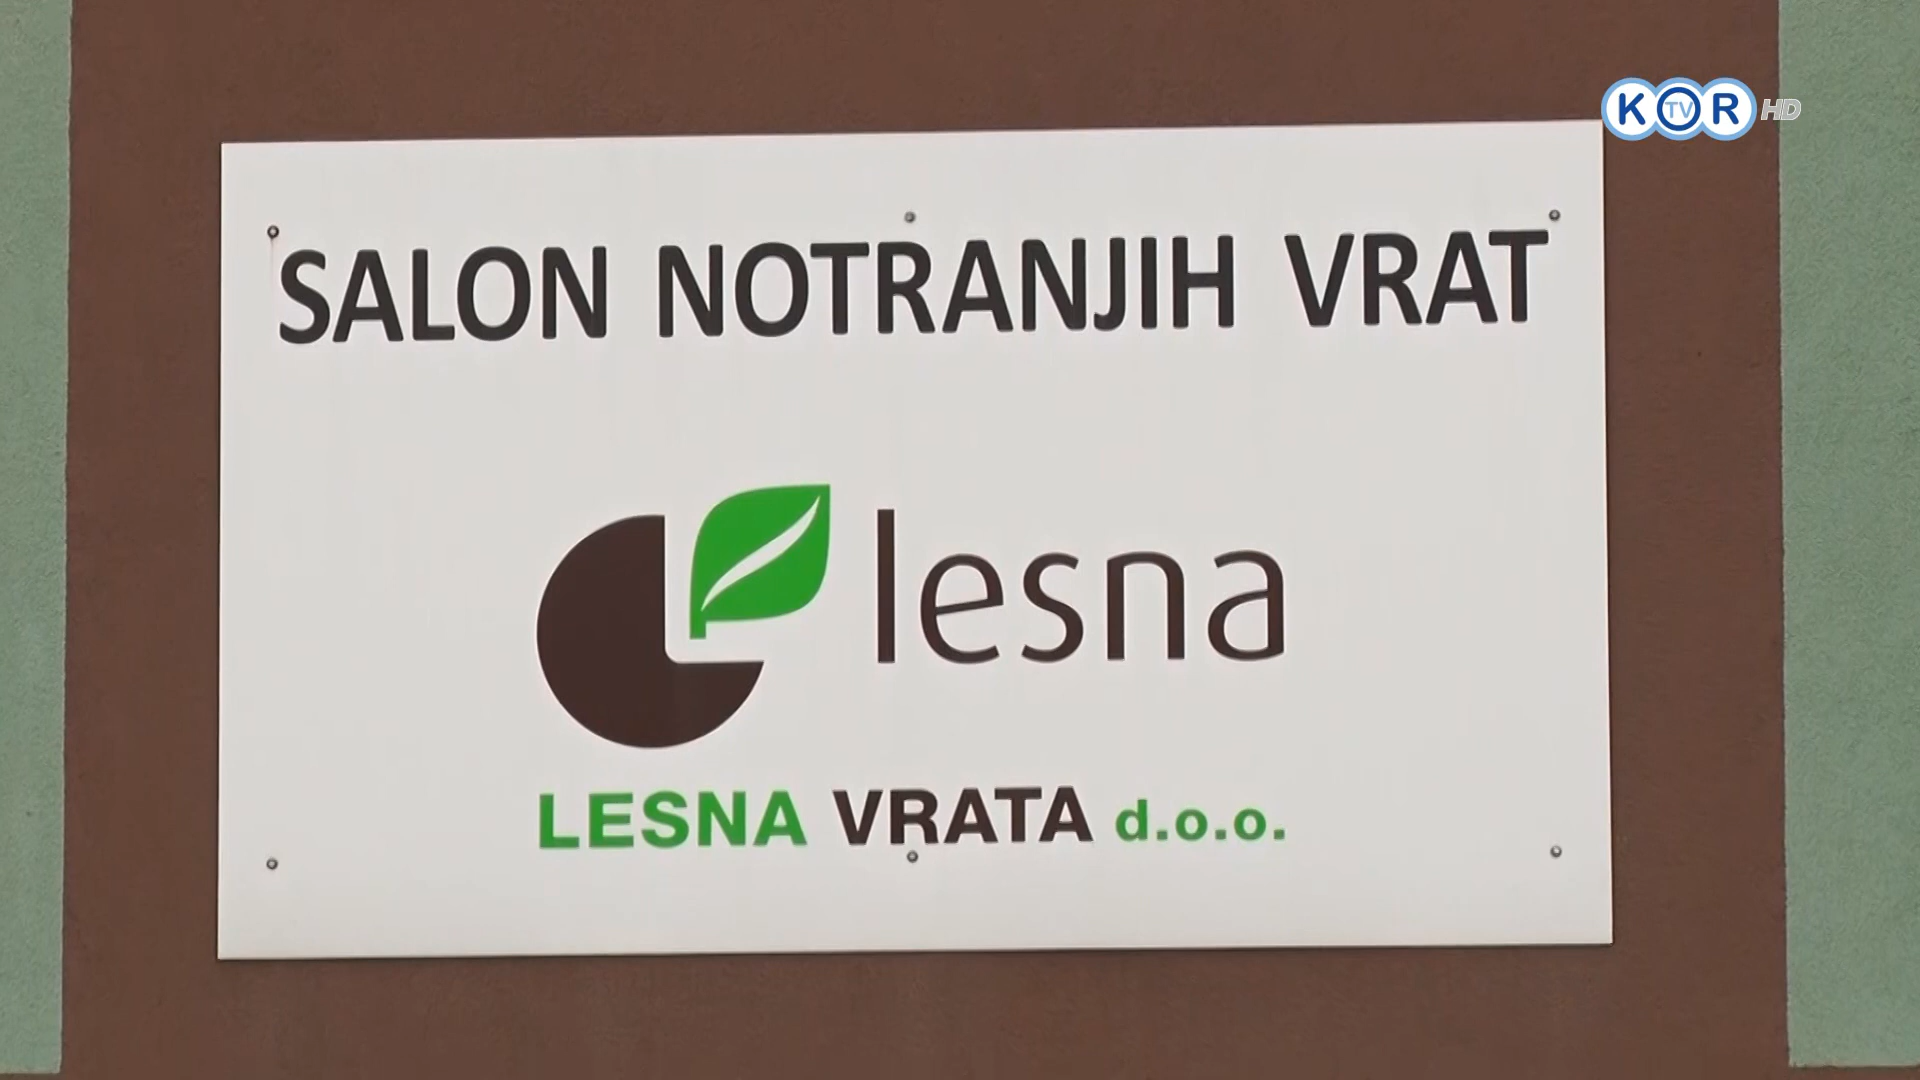 KOR TV HD
SALON NOTRANJIH VRAT
lesna
LESNA VRATA d.o.o.